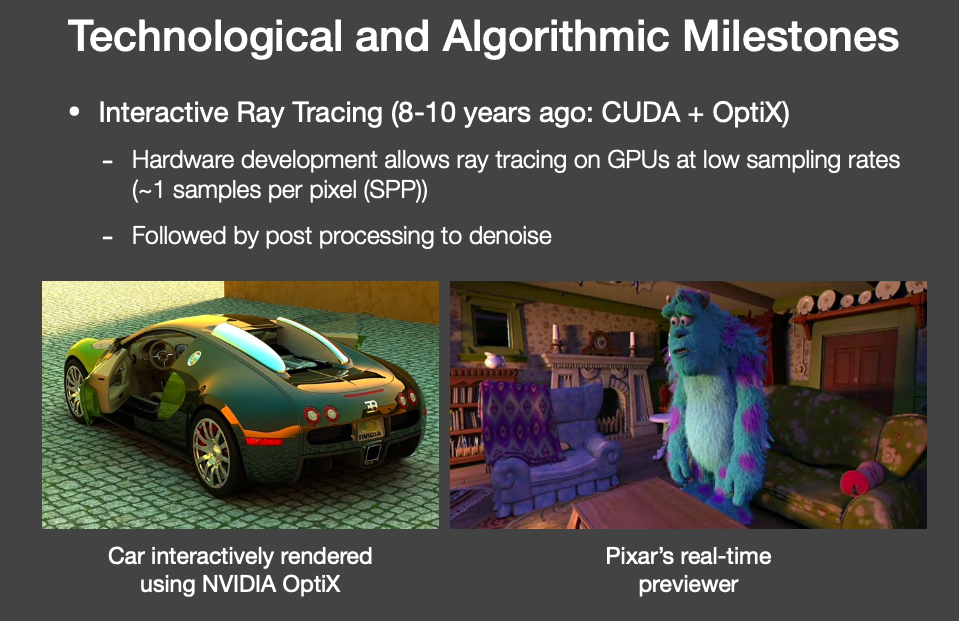 Technological and Algorithmic Milestones
• Interactive Ray Tracing (8-10 years ago: CUDA + OptiX)
- Hardware development allows ray tracing on GPUs at low sampling rates
(~1 samples per pixel (SPP))
- Followed by post processing to denoise
NVIDIA
Car interactively rendered
using NVIDIA OptiX
Pixar’s real-time
previewer